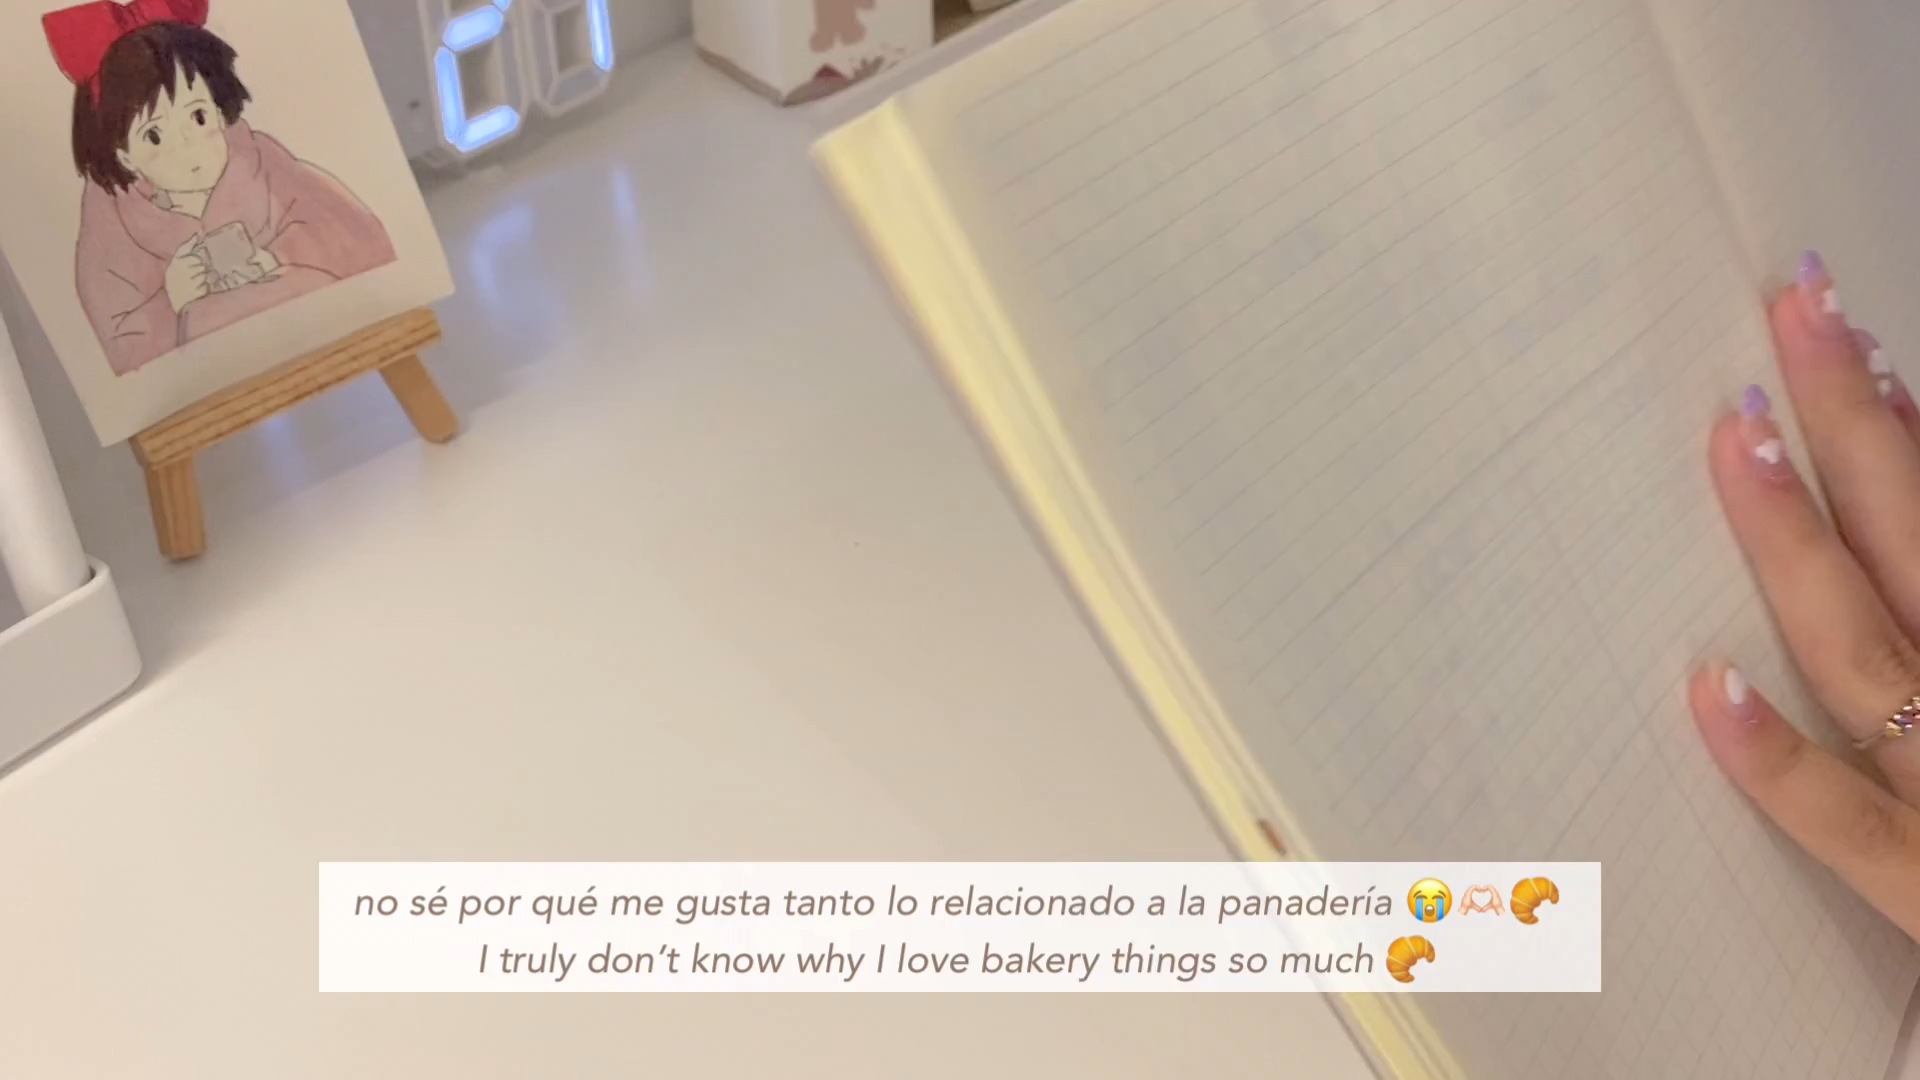 no sé por qué me gusta tanto lo relacionado a la panadería 😭🫶🏻🥐
I truly don't know why I love bakery things so much 🥐